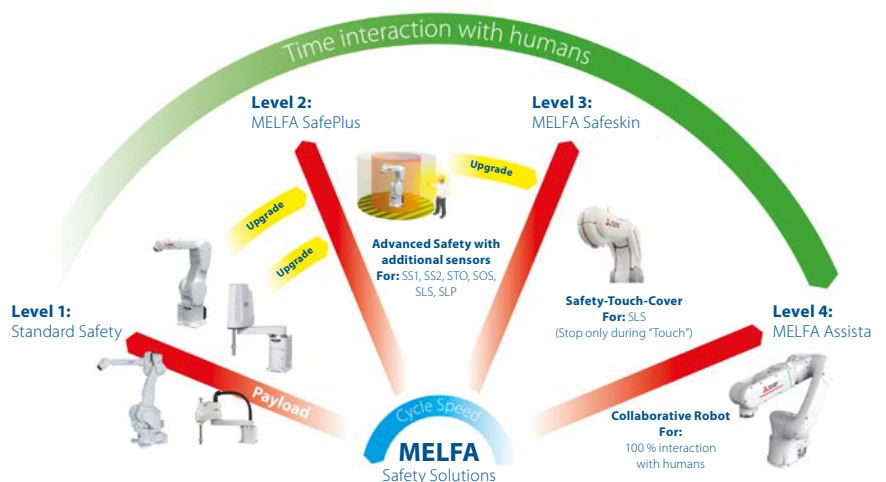 Time interaction with humans
Level 2:
MELFA SafePlus
Level 3:
MELFA Safeskin
Upgrade
Upgrade
Upgrade
Advanced Safety with
additional sensors
For: SS1, SS2, STO, SOS,
SLS, SLP
Safety-Touch-Cover
For: SLS
(Stop only during “Touch”)
Level 1:
Standard Safety
Level 4:
MELFA Assista
Payload
Cycle Speed
MELFA
Safety Solutions
Collaborative Robot
For:
100 % interaction
with humans